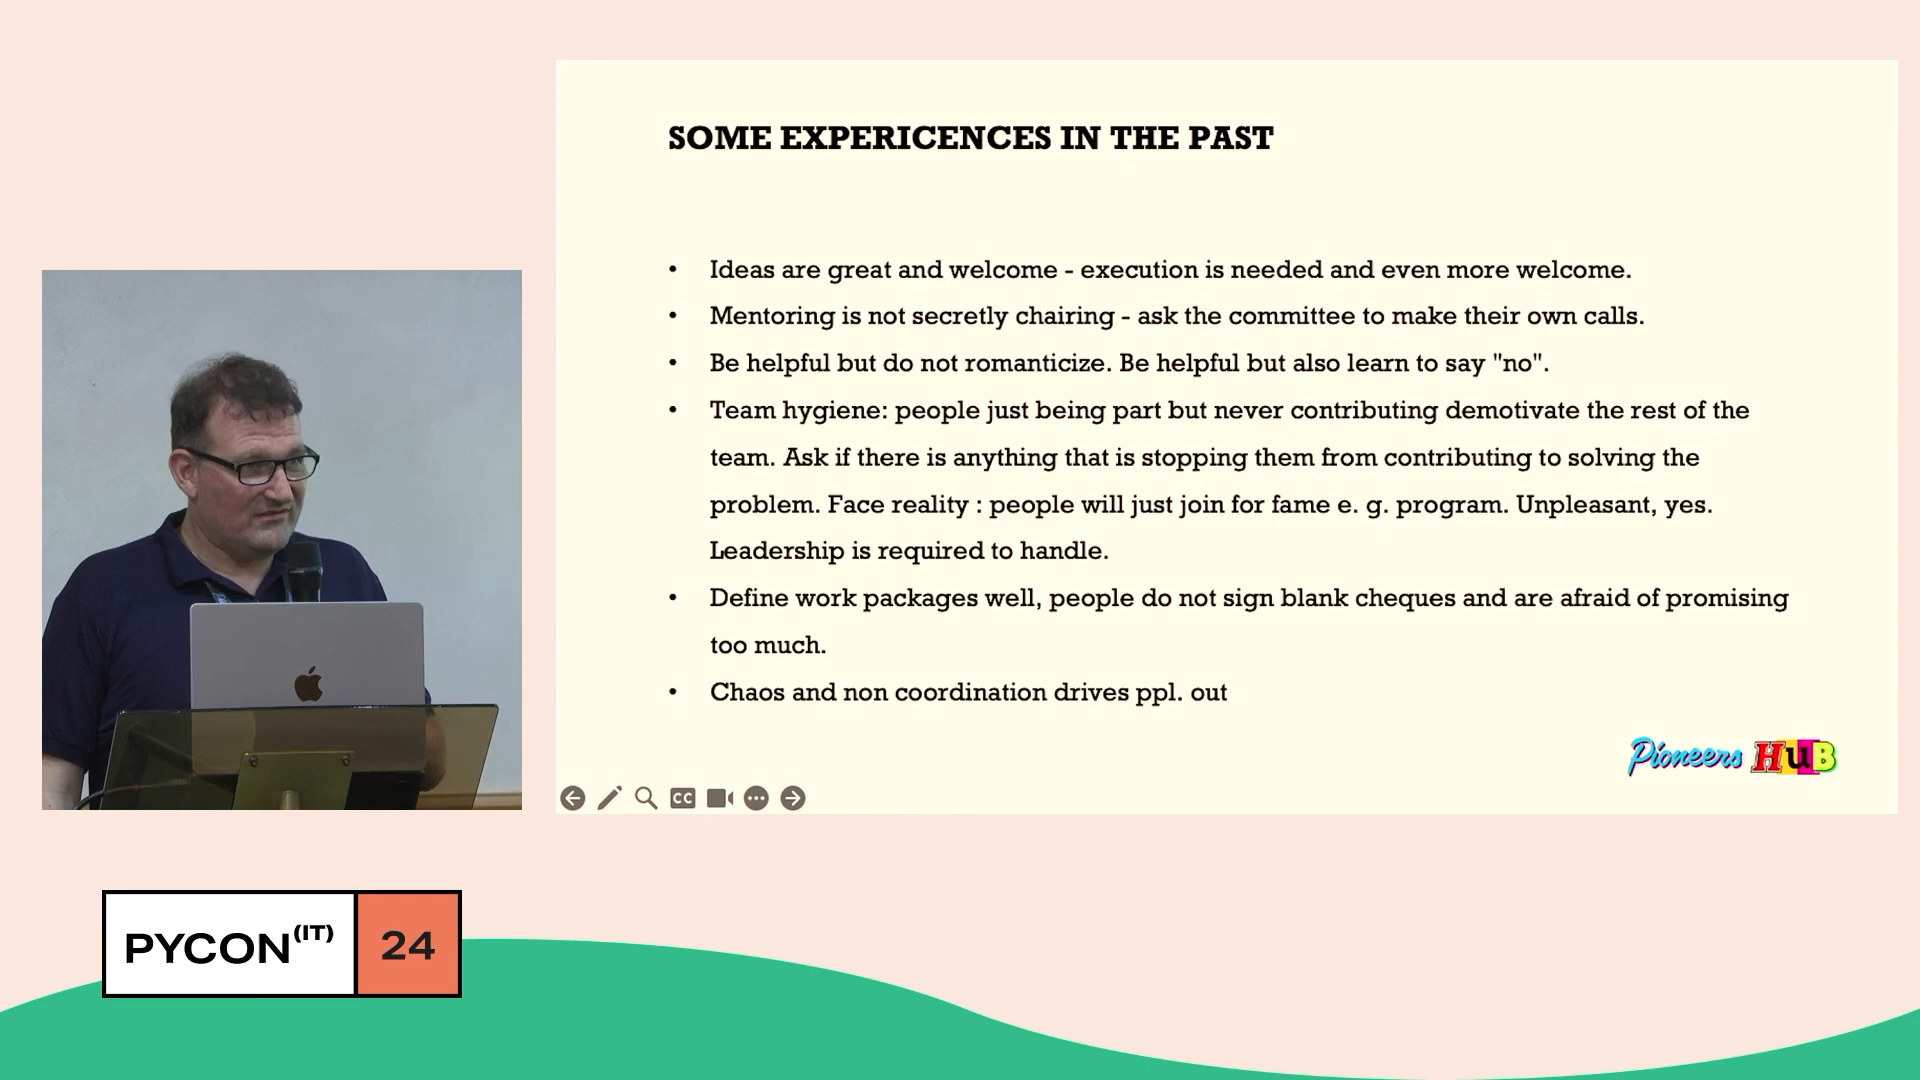 SOME EXPERICENCES IN THE PAST
• Ideas are great and welcome - execution is needed and even more welcome.
• Mentoring is not secretly chairing - ask the committee to make their own calls.
• Be helpful but do not romanticize. Be helpful but also learn to say "no".
• Team hygiene: people just being part but never contributing demotivate the rest of the
team. Ask if there is anything that is stopping them from contributing to solving the
problem. Face reality : people will just join for fame e. g. program. Unpleasant, yes.
Leadership is required to handle.
• Define work packages well, people do not sign blank cheques and are afraid of promising
too much.
• Chaos and non coordination drives ppl. out
Pioneers HuB
CC
PYCON(IT) 24